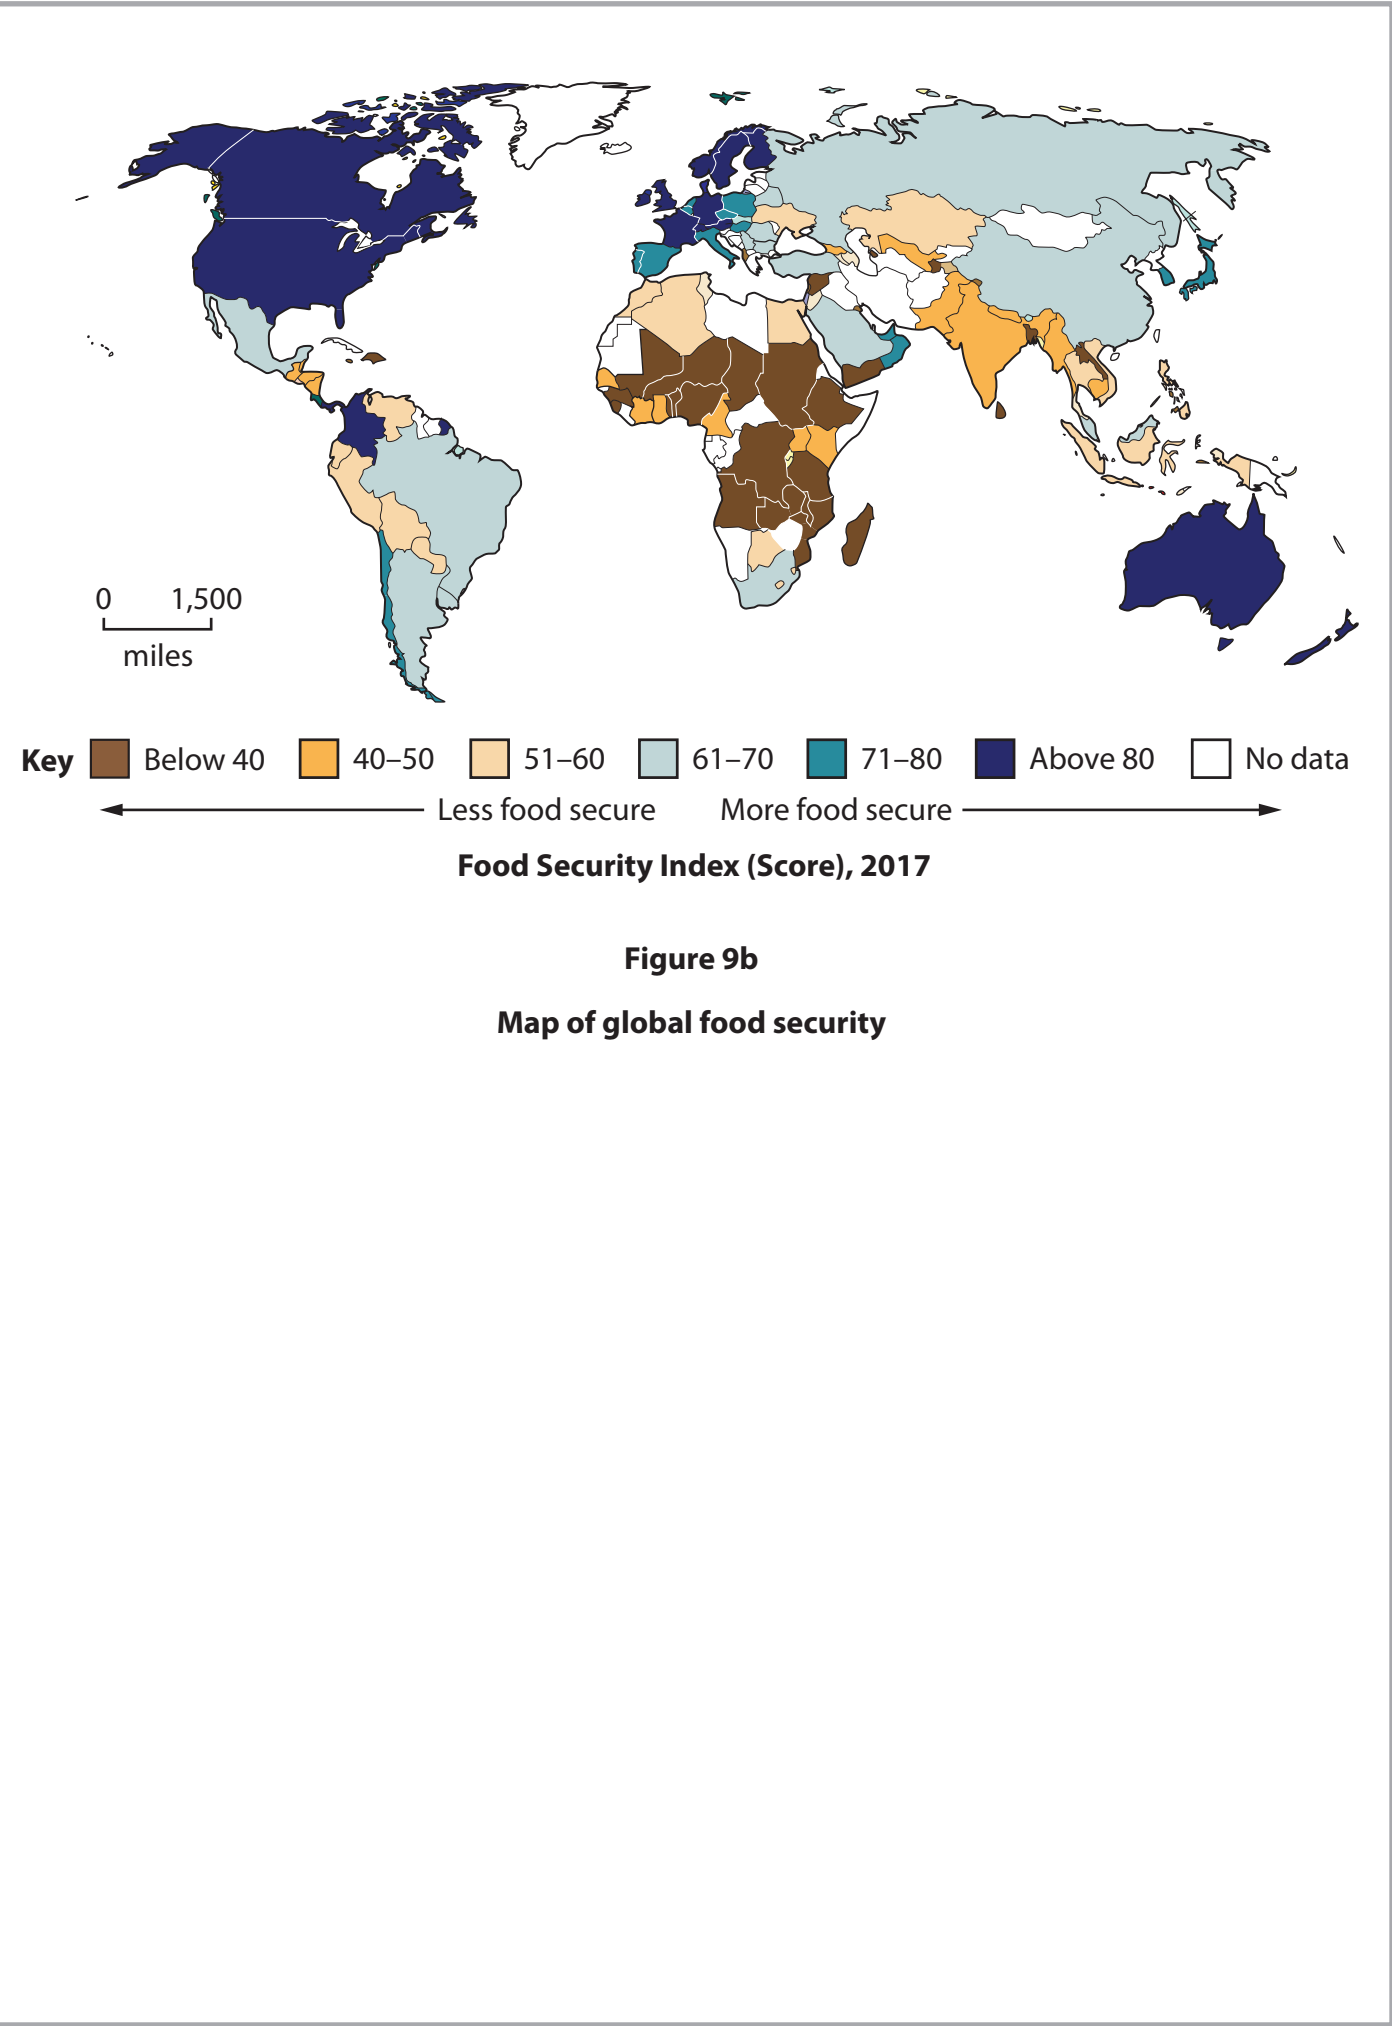 0 1,500
miles
Key Below 40 40–50 51–60 61–70 71–80 Above 80 No data
Less food secure More food secure
Food Security Index (Score), 2017
Figure 9b
Map of global food security